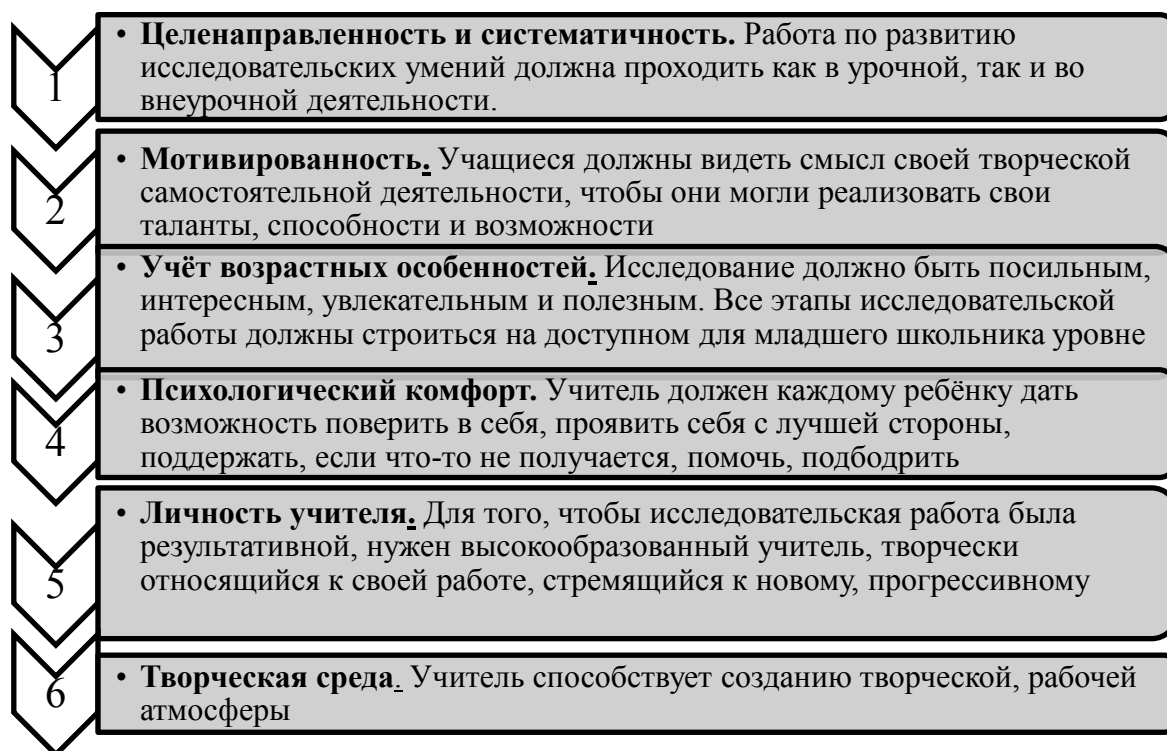 1
• Целенаправленность и систематичность. Работа по развитию
исследовательских умений должна проходить как в урочной, так и во
внеурочной деятельности.
2
• Мотивированность. Учащиеся должны видеть смысл своей творческой
самостоятельной деятельности, чтобы они могли реализовать свои
таланты, способности и возможности
3
• Учёт возрастных особенностей. Исследование должно быть посильным,
интересным, увлекательным и полезным. Все этапы исследовательской
работы должны строиться на доступном для младшего школьника уровне
4
• Психологический комфорт. Учитель должен каждому ребёнку дать
возможность поверить в себя, проявить себя с лучшей стороны,
поддержать, если что-то не получается, помочь, подбодрить
5
• Личность учителя. Для того, чтобы исследовательская работа была
результативной, нужен высокообразованный учитель, творчески
относящийся к своей работе, стремящийся к новому, прогрессивному
6
• Творческая среда. Учитель способствует созданию творческой, рабочей
атмосферы